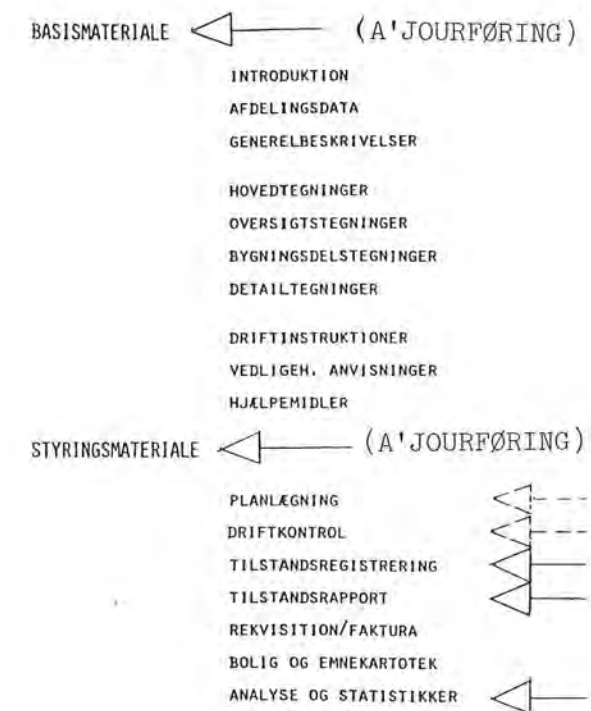 BASISMATERIALE (A'JOURFØRING)
INTRODUKTION
AFDELINGSDATA
GENERELBESKRIVELSER
HOVEDTEGNINGER
OVERSIGTSTEGNINGER
BYGNINGSDELSTEGNINGER
DETAILTEGNINGER
DRIFTINSTRUKTIONER
VEDLIGEH. ANVISNINGER
HJÆLPEMIDLER
STYRINGSMATERIALE (A'JOURFØRING)
PLANLÆGNING
DRIFTKONTROL
TILSTANDSREGISTRERING
TILSTANDSRAPPORT
REKVISITION/FAKTURA
BOLIG OG EMNEKARTOTEK
ANALYSE OG STATISTIKKER